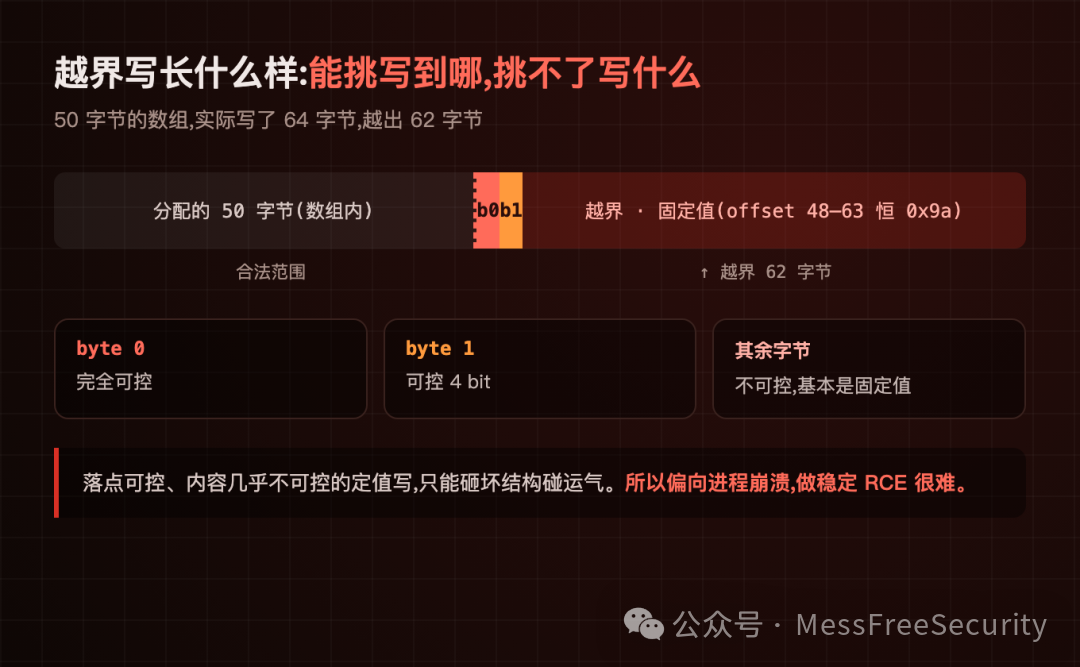 越界写长什么样:能挑写到哪,挑不了写什么
50 字节的数组,实际写了 64 字节,越出 62 字节
分配的 50 字节(数组内)
b0b1
越界 · 固定值(offset 48–63 恒 0x9a)
合法范围
↑ 越界 62 字节
byte 0
完全可控
byte 1
可控 4 bit
其余字节
不可控,基本是固定值
落点可控、内容几乎不可控的定值写,只能砸坏结构碰运气。所以偏向进程崩溃,做稳定 RCE 很难。
公众号 · MessFreeSecurity